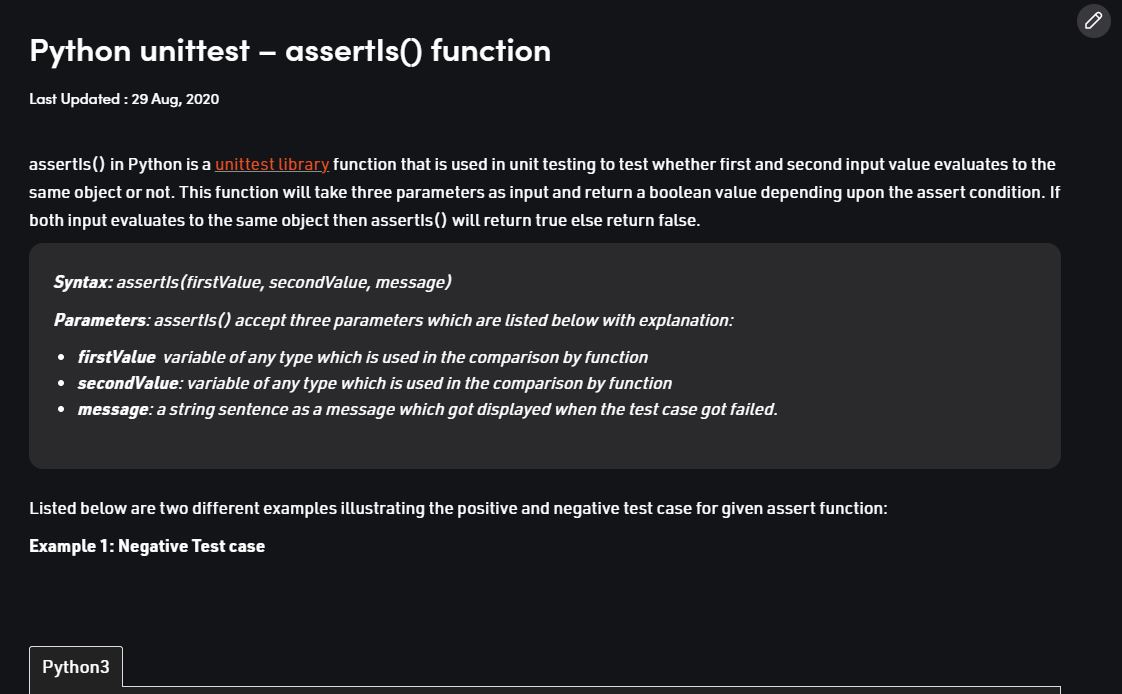 Python unittest – assertIs() function
Last Updated : 29 Aug, 2020
assertIs() in Python is a unittest library function that is used in unit testing to test whether first and second input value evaluates to the
same object or not. This function will take three parameters as input and return a boolean value depending upon the assert condition. If
both input evaluates to the same object then assertIs() will return true else return false.
Syntax: assertIs(firstValue, secondValue, message)
Parameters: assertIs() accept three parameters which are listed below with explanation:
• firstValue variable of any type which is used in the comparison by function
• secondValue: variable of any type which is used in the comparison by function
• message: a string sentence as a message which got displayed when the test case got failed.
Listed below are two different examples illustrating the positive and negative test case for given assert function:
Example 1: Negative Test case
Python3